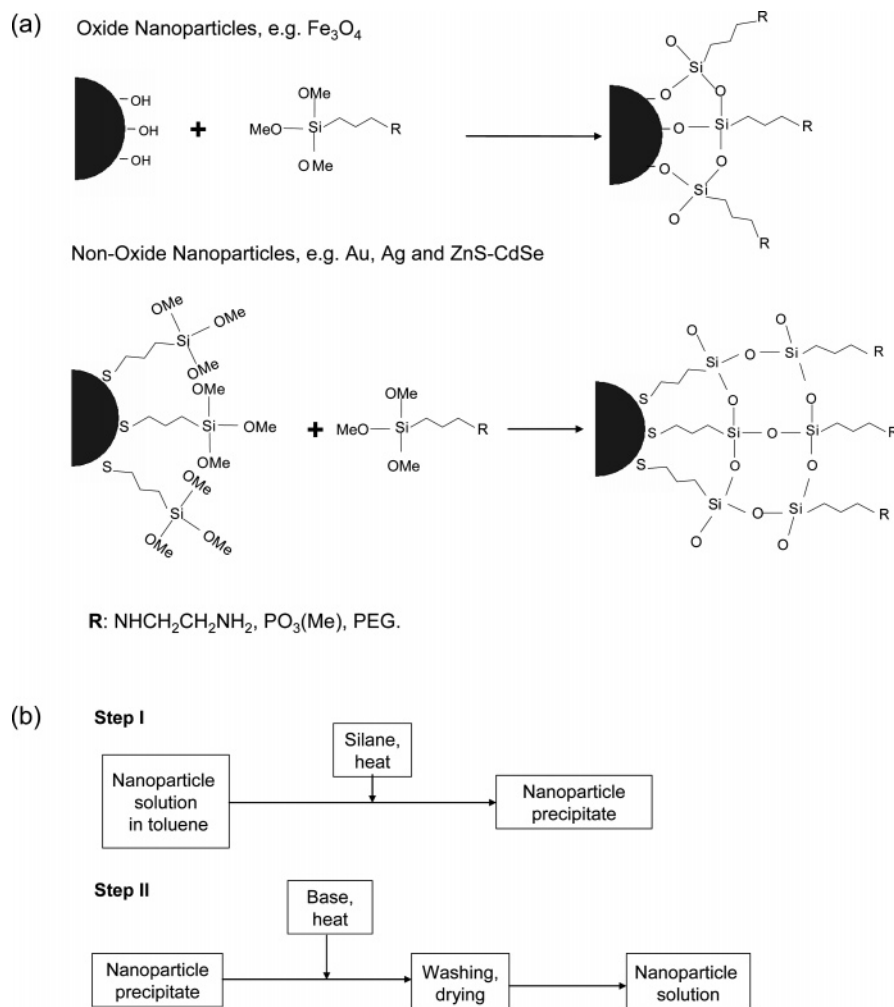 (a) Oxide Nanoparticles, e.g. Fe₃O₄
OH
OH
OH
+
OMe
MeO
Si
R
OMe
R
O
Si
O
O
O
Si
R
O
O
Si
O
R
Non-Oxide Nanoparticles, e.g. Au, Ag and ZnS-CdSe
OMe
OMe
Si
OMe
S
OMe
S
Si
OMe
OMe
S
OMe
Si
OMe
OMe
+
OMe
MeO
Si
R
OMe
O
O
Si
O
Si
R
S
O
O
S
Si
O
Si
R
S
O
O
Si
O
Si
R
O
O
R: NHCH₂CH₂NH₂, PO₃(Me), PEG.
(b) Step I
Silane,
heat
Nanoparticle
solution
in toluene
Nanoparticle
precipitate
Step II
Base,
heat
Nanoparticle
precipitate
Washing,
drying
Nanoparticle
solution